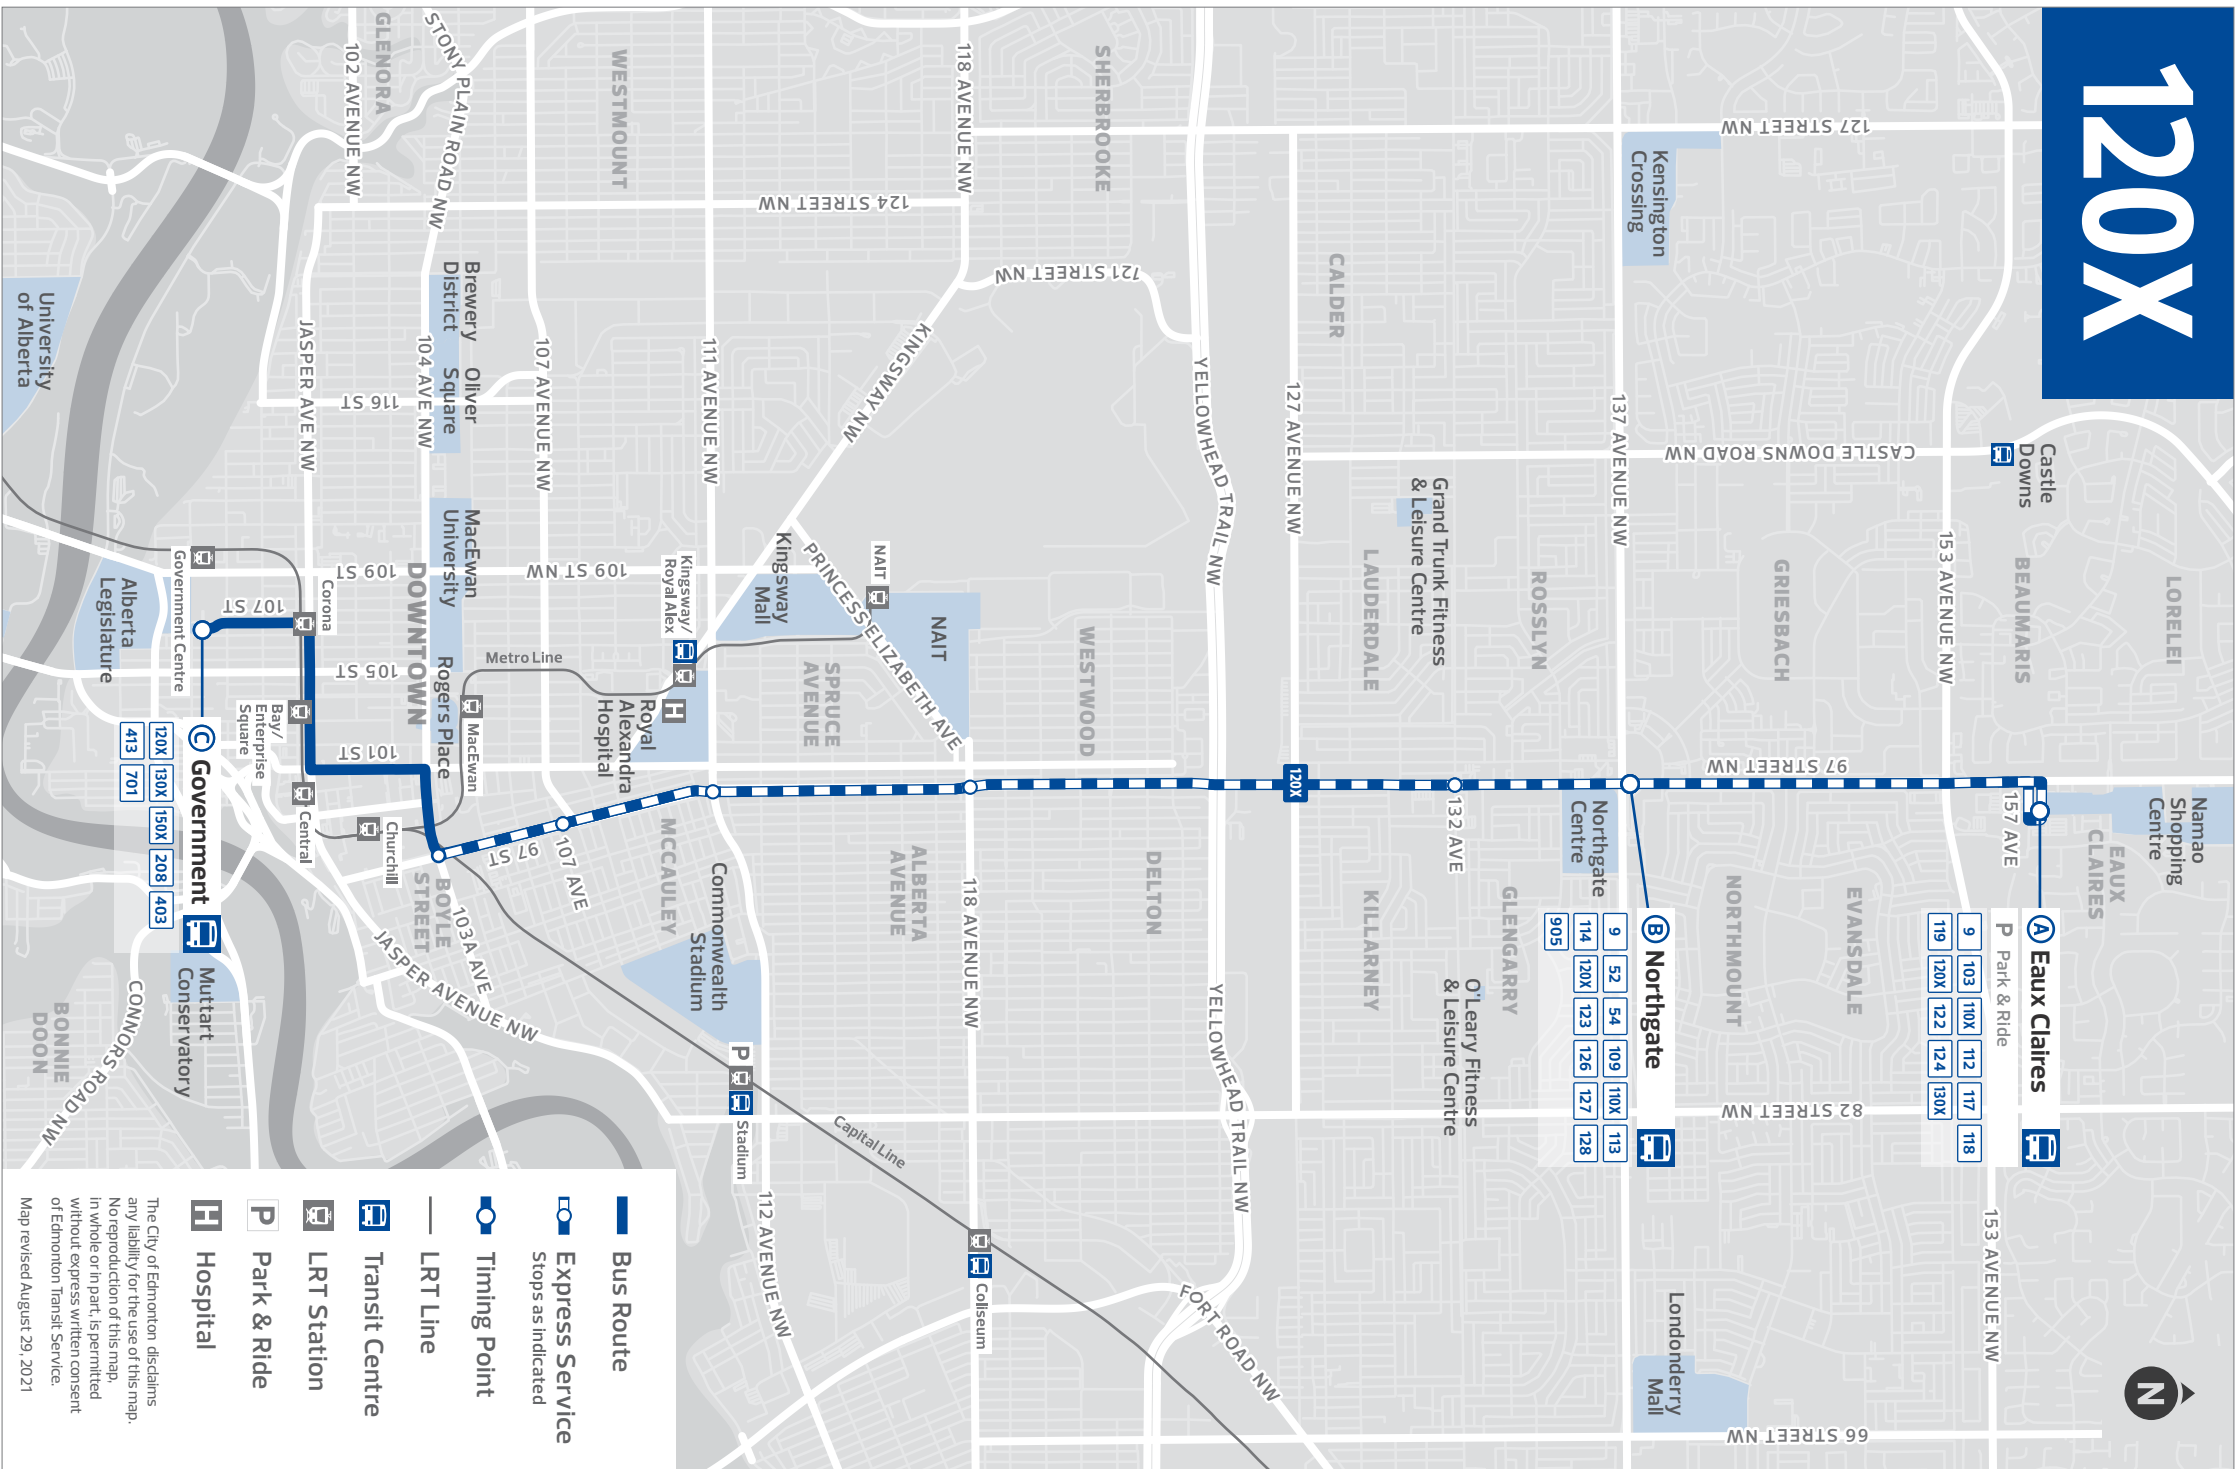 120X
127 STREET NW
Kensington
Crossing
Castle
Downs
CASTLE DOWNS ROAD NW
LORELEI
BEAUMARIS
153 AVENUE NW
GRIESBACH
97 STREET NW
157 AVE
Namao
Shopping
Centre
EAUX
CLAIRES
A Eaux Claires
P Park & Ride
9 103 110X 112 117 118
119 120X 122 124 130X
EVANSDALE
NORTHMOUNT
82 STREET NW
153 AVENUE NW
N
137 AVENUE NW
ROSSLYN
Northgate
Centre
B Northgate
9 52 54 109 110X 113
114 120X 123 126 127 128
905
Londonderry
Mall
66 STREET NW
GLENGARRY
Grand Trunk Fitness
& Leisure Centre
LAUDERDALE
132 AVE
KILLARNEY
O'Leary Fitness
& Leisure Centre
CALDER
127 AVENUE NW
120X
YELLOWHEAD TRAIL NW
YELLOWHEAD TRAIL NW
YELLOWHEAD TRAIL NW
FORT ROAD NW
SHERBROOKE
121 STREET NW
WESTWOOD
DELTON
118 AVENUE NW
124 STREET NW
KINGSWAY NW
NAIT
NAIT
PRINCESS ELIZABETH AVE
118 AVENUE NW
Coliseum
SPRUCE
AVENUE
ALBERTA
AVENUE
Kingsway
Mall
111 AVENUE NW
Kingsway/
Royal Alex
H
Royal
Alexandra
Hospital
MCCAULEY
Commonwealth
Stadium
P
Stadium
Capital Line
112 AVENUE NW
WESTMOUNT
107 AVENUE NW
109 ST NW
Metro Line
107 AVE
97 ST
STONY PLAIN ROAD NW
GLENORA
102 AVENUE NW
Brewery
District
Oliver
Square
104 AVE NW
116 ST
JASPER AVE NW
MacEwan
University
109 ST
DOWNTOWN
Rogers Place
MacEwan
105 ST
101 ST
Corona
107 ST
Bay/
Enterprise
Square
Central
Churchill
BOYLE
STREET
103A AVE
JASPER AVENUE NW
University
of Alberta
Alberta
Legislature
Government Centre
C Government
120X 130X 150X 208 403
413 701
Muttart
Conservatory
CONNORS ROAD NW
BONNIE
DOON
Bus Route
Express Service
Stops as indicated
Timing Point
LRT Line
Transit Centre
LRT Station
P Park & Ride
H Hospital
The City of Edmonton disclaims
any liability for the use of this map.
No reproduction of this map,
in whole or in part, is permitted
without express written consent
of Edmonton Transit Service.
Map revised August 29, 2021